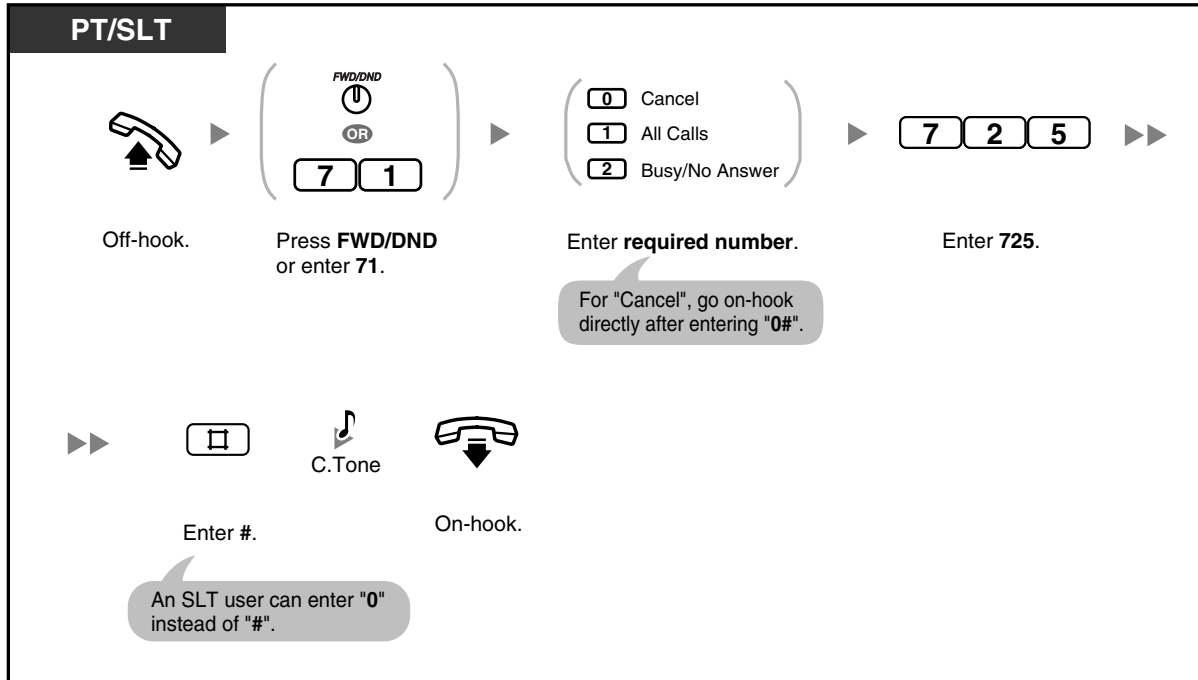 PT/SLT
FWD/DND
OR
7 1
0 Cancel
1 All Calls
2 Busy/No Answer
7 2 5
Off-hook.
Press FWD/DND
or enter 71.
Enter required number.
For "Cancel", go on-hook
directly after entering "0#".
Enter 725.
#
C.Tone
Enter #.
An SLT user can enter "0"
instead of "#".
On-hook.